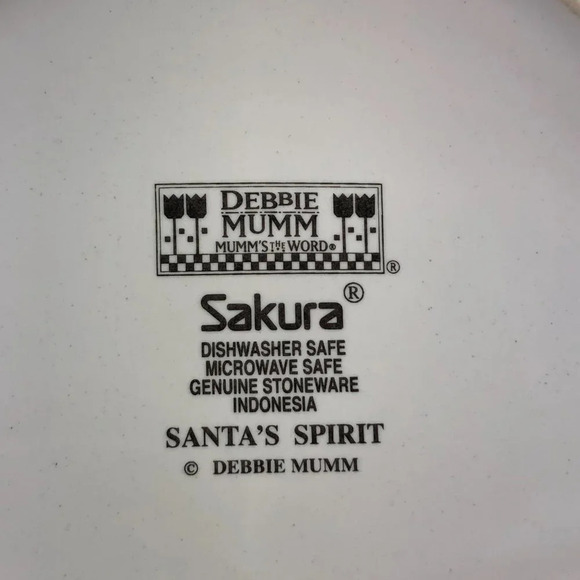 DEBBIE
MUMM
MUMM'S THE WORD®
®
Sakura®
DISHWASHER SAFE
MICROWAVE SAFE
GENUINE STONEWARE
INDONESIA
SANTA'S SPIRIT
© DEBBIE MUMM